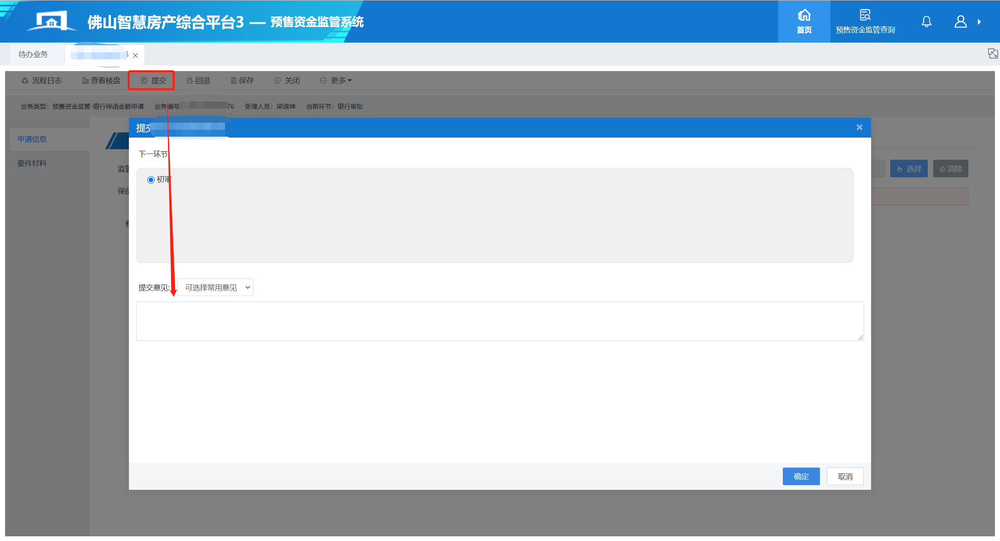 佛山智慧房产综合平台3 — 预售资金监管系统
首页
预售资金监管查询
待办业务
流程日志 查看楼盘 提交 回退 保存 关闭 更多
业务类型：预售资金监管-银行保函金额申请 业务编号 76 受理人员：梁淑坤 当前环节：银行审批
提交
申请信息
要件材料
下一环节
初审
监管
选择 清除
保函
有
提交意见: 可选择常用意见
确定 取消